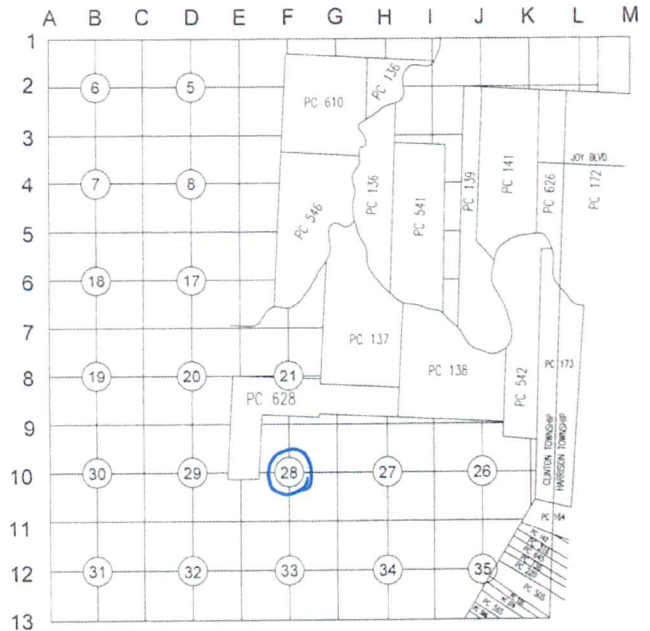 A B C D E F G H I J K L M
1
2 6 5 PC 610 PC 136
3
JOY BLVD
4 7 8 PC 546 PC 136 PC 541 PC 139 PC 141 PC 626 PC 172
5
6 18 17
7 PC 137
8 19 20 21 PC 628 PC 138 PC 542 PC 173
9
CLINTON TOWNSHIP
HARRISON TOWNSHIP
10 30 29 28 27 26
11 PC 164
12 31 32 33 34 35
PC 505
PC 565
13